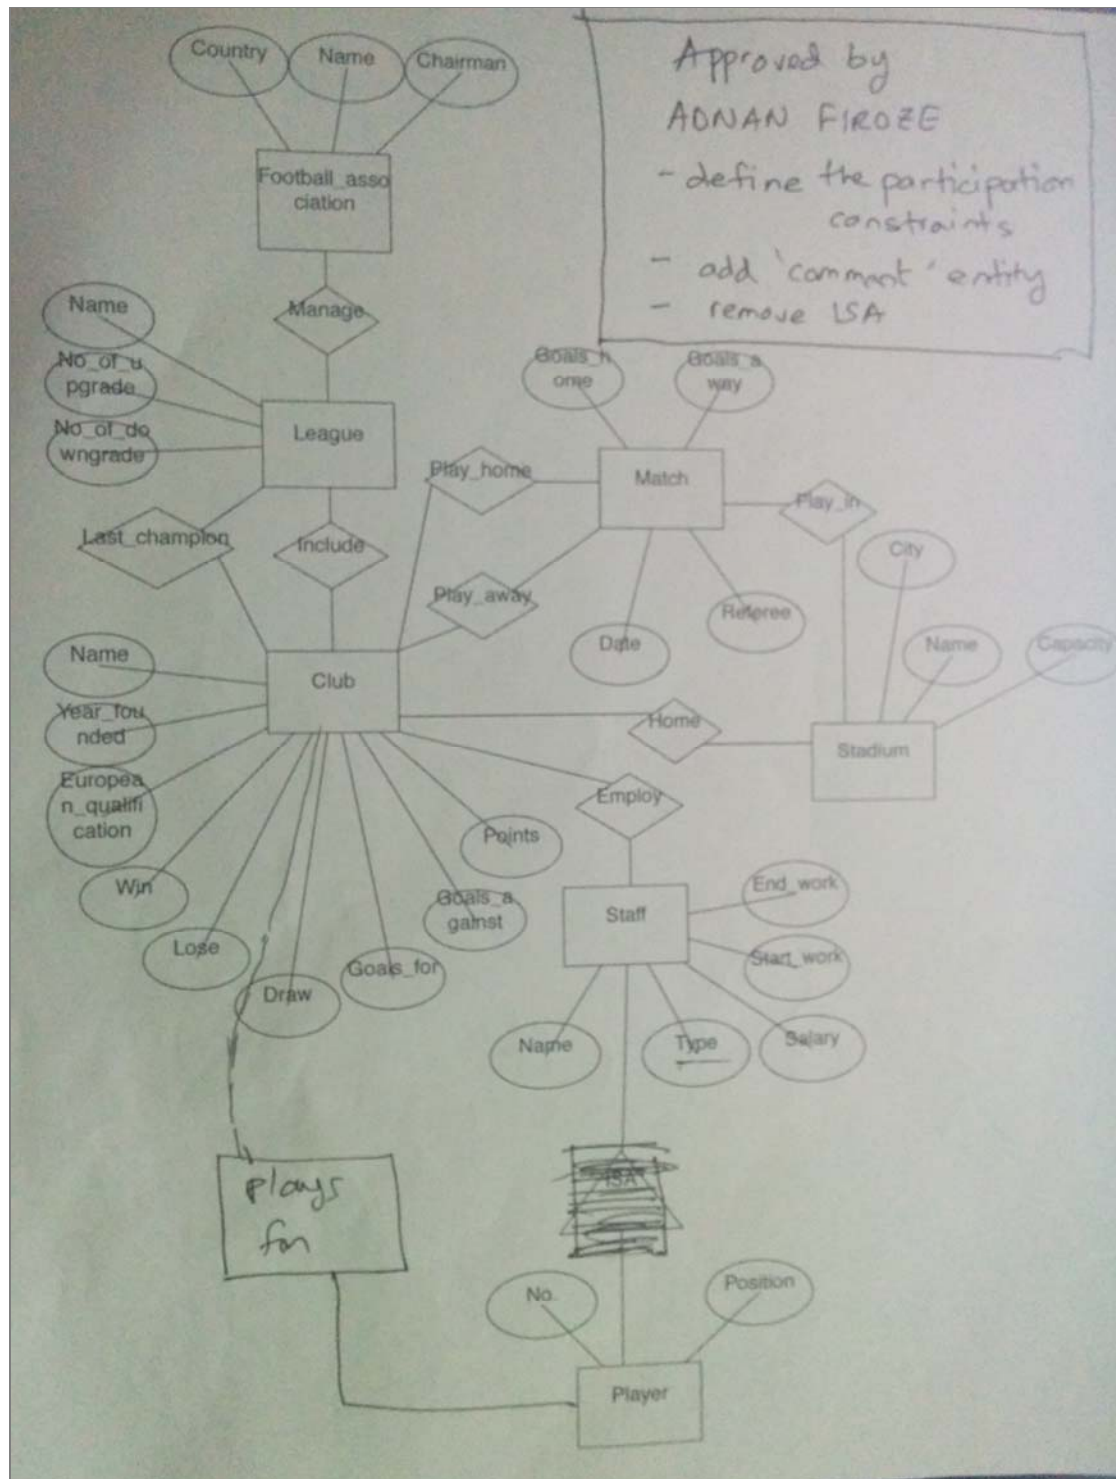 Country
Name
Chairman
Football_asso
ciation
Manage
Approved by
ADNAN FIROZE
- define the participation
constraints
- add 'commant' entity
- remove ISA
Name
No_of_u
pgrade
No_of_do
wngrade
League
Goals_h
ome
Goals_a
way
Play_home
Match
Play_in
Last_champion
Include
Play_away
City
Date
Referee
Name
Capacity
Name
Club
Year_fou
nded
Home
Stadium
Europea
n_qualifi
cation
Employ
Points
Win
Goals_a
gainst
Staff
End_work
Lose
Goals_for
Start_work
Draw
Name
Type
Salary
plays
for
ISA
No.
Position
Player